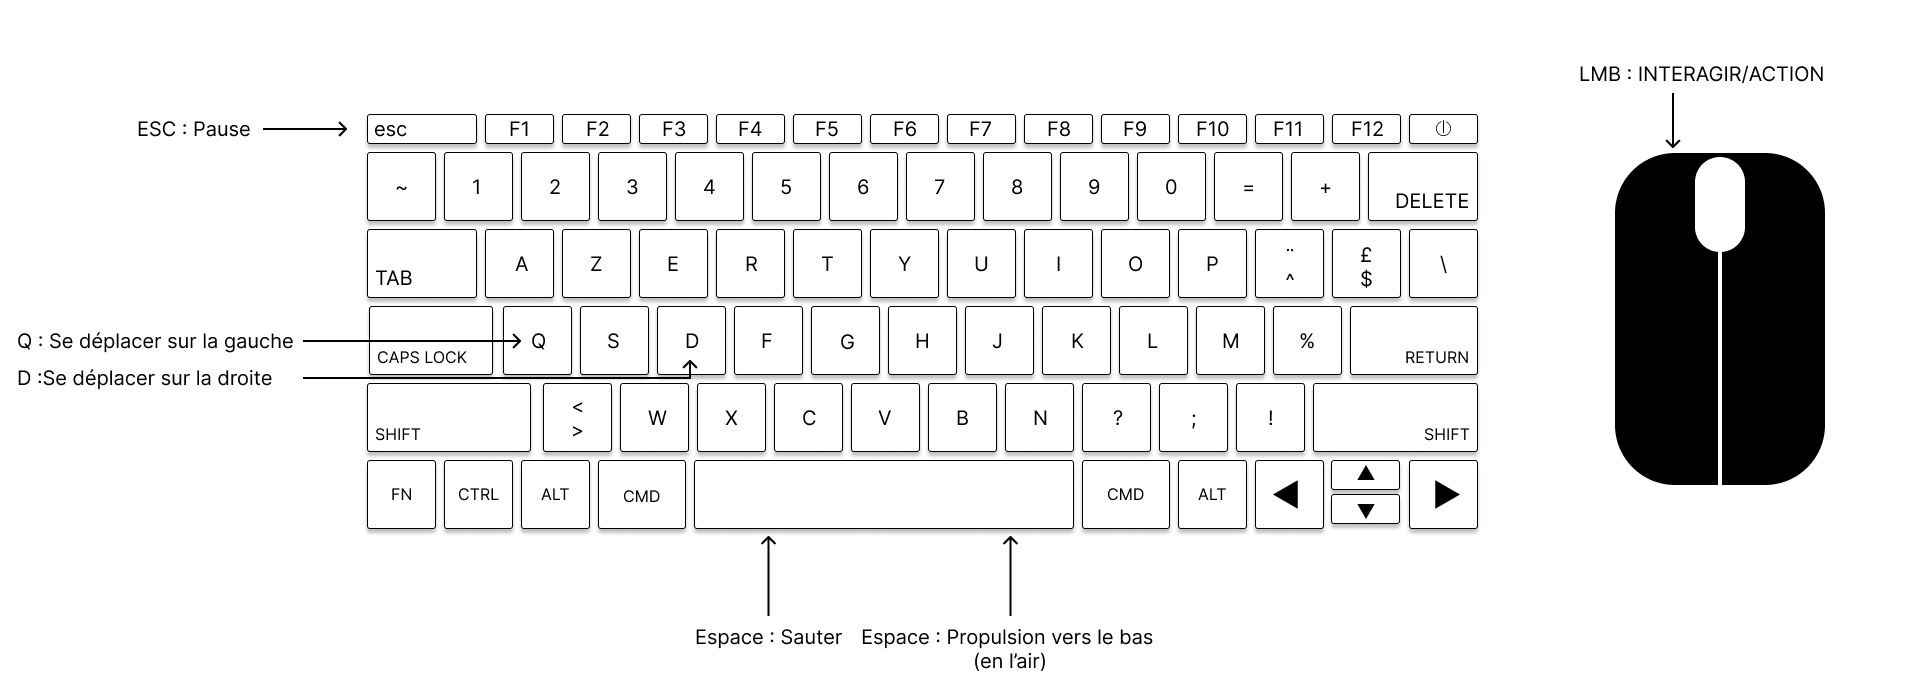 LMB : INTERAGIR/ACTION
ESC : Pause
esc F1 F2 F3 F4 F5 F6 F7 F8 F9 F10 F11 F12
~ 1 2 3 4 5 6 7 8 9 0 = + DELETE
TAB A Z E R T Y U I O P ¨ ^ £ $ \
Q : Se déplacer sur la gauche
CAPS LOCK Q S D F G H J K L M % RETURN
D :Se déplacer sur la droite
SHIFT < > W X C V B N ? ; ! SHIFT
FN CTRL ALT CMD CMD ALT ◀ ▲ ▼ ▶
Espace : Sauter
Espace : Propulsion vers le bas
(en l’air)